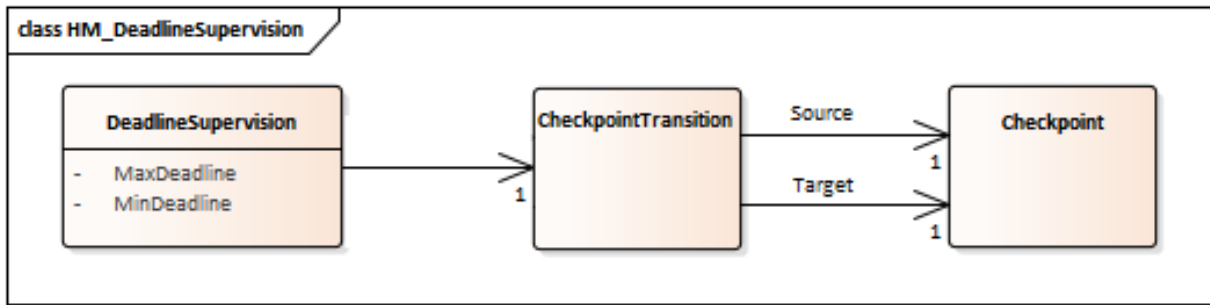 class HM_DeadlineSupervision
DeadlineSupervision
- MaxDeadline
- MinDeadline
1
CheckpointTransition
Source
1
Target
1
Checkpoint